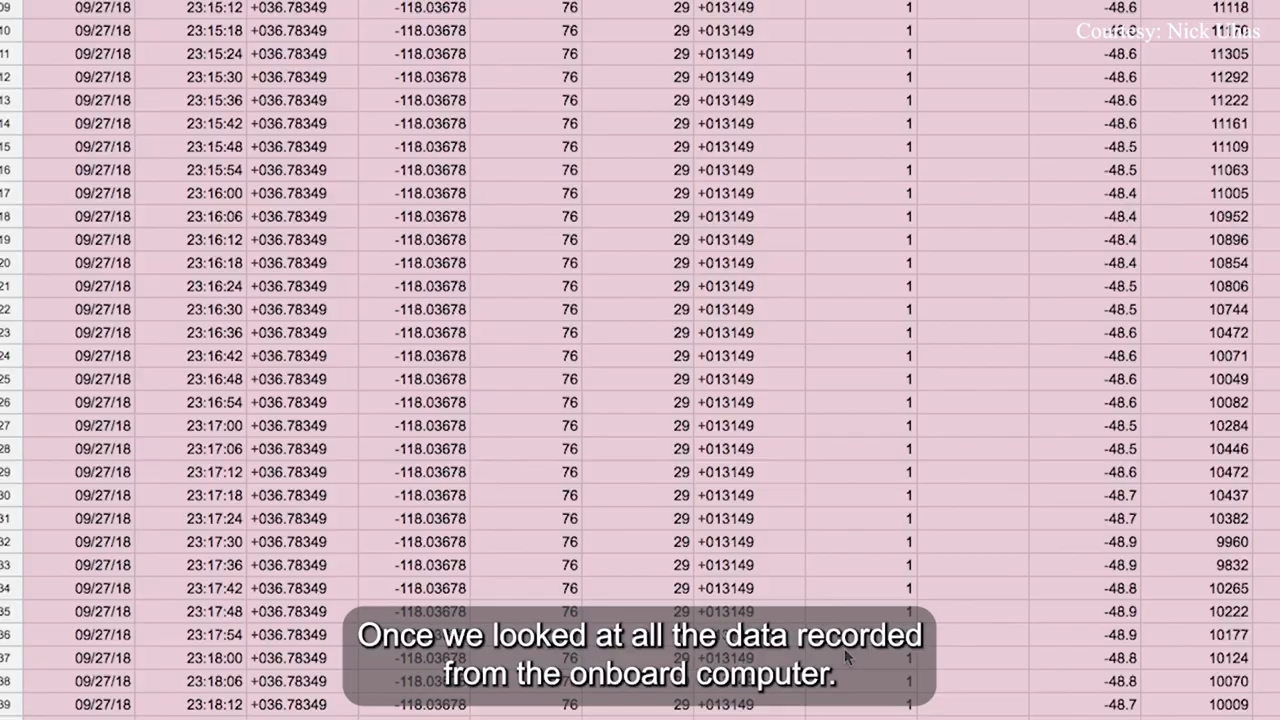 09 09/27/18 23:15:12 +036.78349 -118.03678 76 29 +013149 1 -48.6 11118
10 09/27/18 23:15:18 +036.78349 -118.03678 76 29 +013149 1
Courtesy: Nick Uhas
11 09/27/18 23:15:24 +036.78349 -118.03678 76 29 +013149 1 -48.6 11305
12 09/27/18 23:15:30 +036.78349 -118.03678 76 29 +013149 1 -48.6 11292
13 09/27/18 23:15:36 +036.78349 -118.03678 76 29 +013149 1 -48.6 11222
14 09/27/18 23:15:42 +036.78349 -118.03678 76 29 +013149 1 -48.6 11161
15 09/27/18 23:15:48 +036.78349 -118.03678 76 29 +013149 1 -48.5 11109
16 09/27/18 23:15:54 +036.78349 -118.03678 76 29 +013149 1 -48.5 11063
17 09/27/18 23:16:00 +036.78349 -118.03678 76 29 +013149 1 -48.4 11005
18 09/27/18 23:16:06 +036.78349 -118.03678 76 29 +013149 1 -48.4 10952
19 09/27/18 23:16:12 +036.78349 -118.03678 76 29 +013149 1 -48.4 10896
20 09/27/18 23:16:18 +036.78349 -118.03678 76 29 +013149 1 -48.4 10854
21 09/27/18 23:16:24 +036.78349 -118.03678 76 29 +013149 1 -48.5 10806
22 09/27/18 23:16:30 +036.78349 -118.03678 76 29 +013149 1 -48.5 10744
23 09/27/18 23:16:36 +036.78349 -118.03678 76 29 +013149 1 -48.6 10472
24 09/27/18 23:16:42 +036.78349 -118.03678 76 29 +013149 1 -48.6 10071
25 09/27/18 23:16:48 +036.78349 -118.03678 76 29 +013149 1 -48.6 10049
26 09/27/18 23:16:54 +036.78349 -118.03678 76 29 +013149 1 -48.6 10082
27 09/27/18 23:17:00 +036.78349 -118.03678 76 29 +013149 1 -48.5 10284
28 09/27/18 23:17:06 +036.78349 -118.03678 76 29 +013149 1 -48.5 10446
29 09/27/18 23:17:12 +036.78349 -118.03678 76 29 +013149 1 -48.6 10472
30 09/27/18 23:17:18 +036.78349 -118.03678 76 29 +013149 1 -48.7 10437
31 09/27/18 23:17:24 +036.78349 -118.03678 76 29 +013149 1 -48.7 10382
32 09/27/18 23:17:30 +036.78349 -118.03678 76 29 +013149 1 -48.9 9960
33 09/27/18 23:17:36 +036.78349 -118.03678 76 29 +013149 1 -48.9 9832
34 09/27/18 23:17:42 +036.78349 -118.03678 76 29 +013149 1 -48.8 10265
35 09/27/18 23:17:48 +036.78349 -118.03678 76 29 +013149 1 -48.9 10222
36 09/27/18 23:17:54 +036.78349 -48.9 10177
37 09/27/18 23:18:00 +036.78349 -48.8 10124
38 09/27/18 23:18:06 +036.78349 -48.8 10070
39 09/27/18 23:18:12 +036.78349 -118.03678 76 29 +013149 1 -48.7 10009
Once we looked at all the data recorded
from the onboard computer.